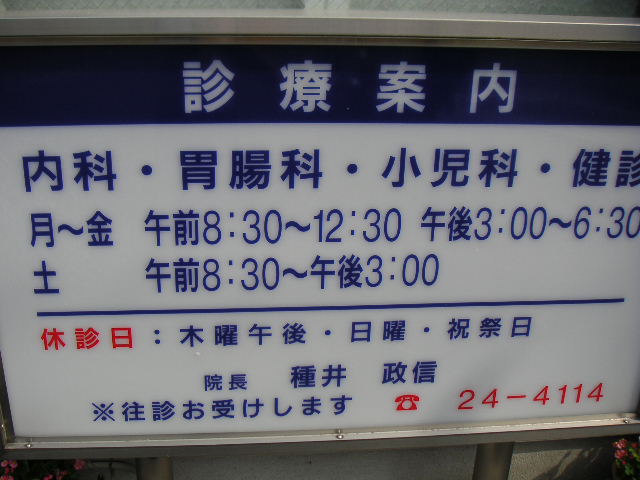 診療案内
内科・胃腸科・小児科・健診
月～金 午前8:30～12:30 午後3:00～6:30
土 午前8:30～午後3:00
休診日：木曜午後・日曜・祝祭日
院長 種井 政信
※往診お受けします ☎ 24－4114